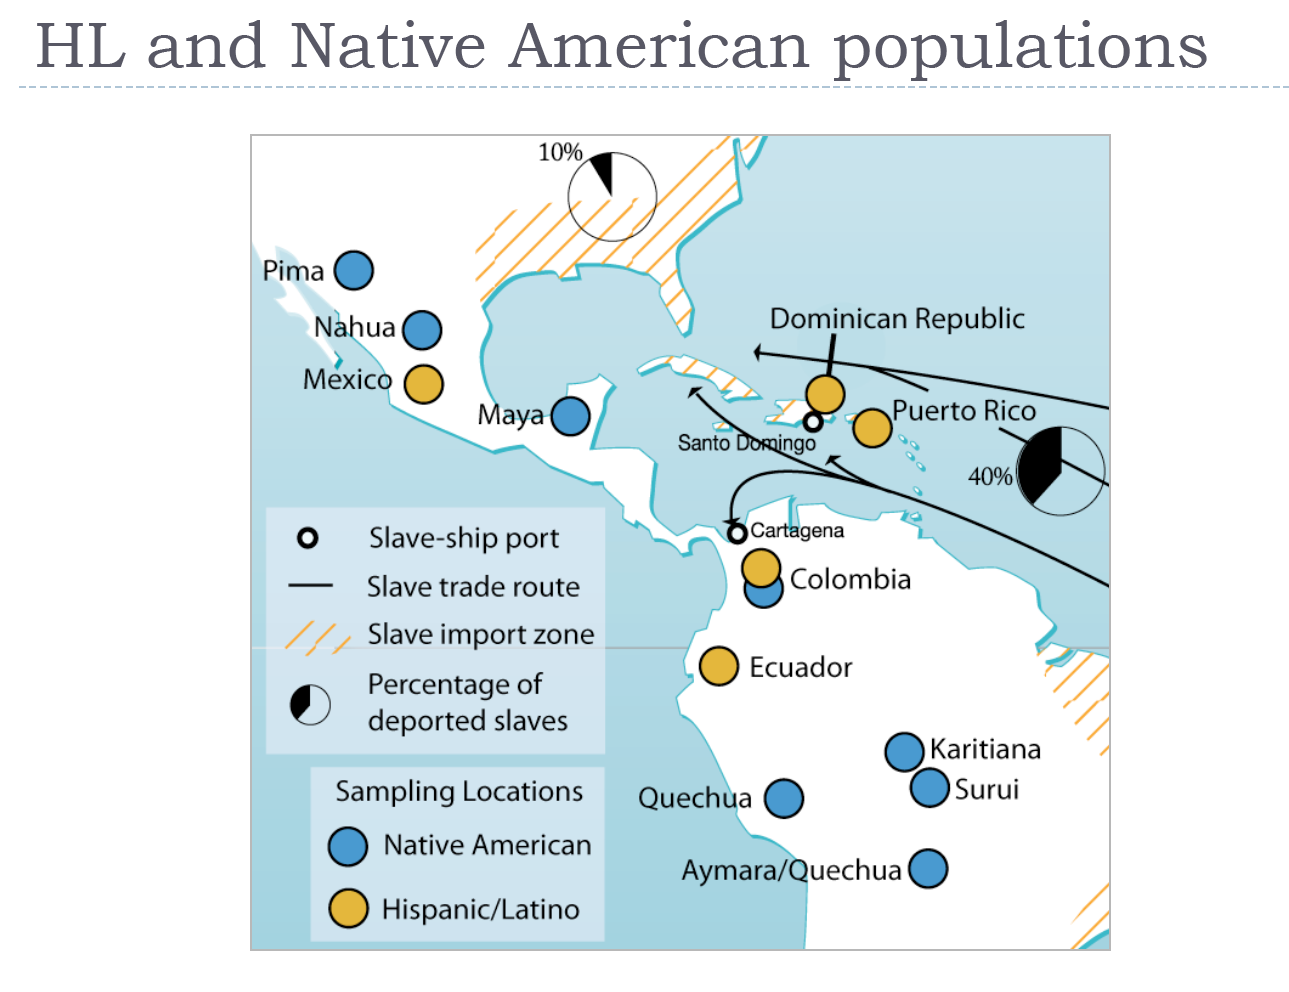 HL and Native American populations
10%
Pima
Nahua
Mexico
Maya
Dominican Republic
Puerto Rico
Santo Domingo
40%
Cartagena
Colombia
Ecuador
Karitiana
Surui
Quechua
Aymara/Quechua
Slave-ship port
Slave trade route
Slave import zone
Percentage of
deported slaves
Sampling Locations
Native American
Hispanic/Latino